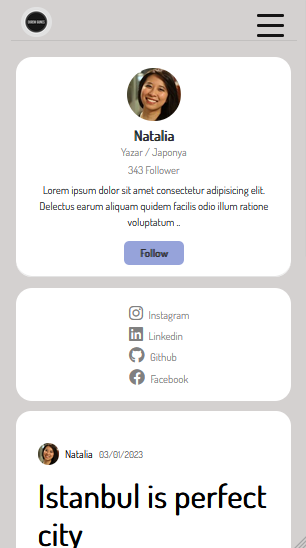 Natalia
Yazar / Japonya
343 Follower
Lorem ipsum dolor sit amet consectetur adipisicing elit.
Delectus earum aliquam quidem facilis odio illum ratione
voluptatum ..
Follow
Instagram
Linkedin
Github
Facebook
Natalia 03/01/2023
Istanbul is perfect
city